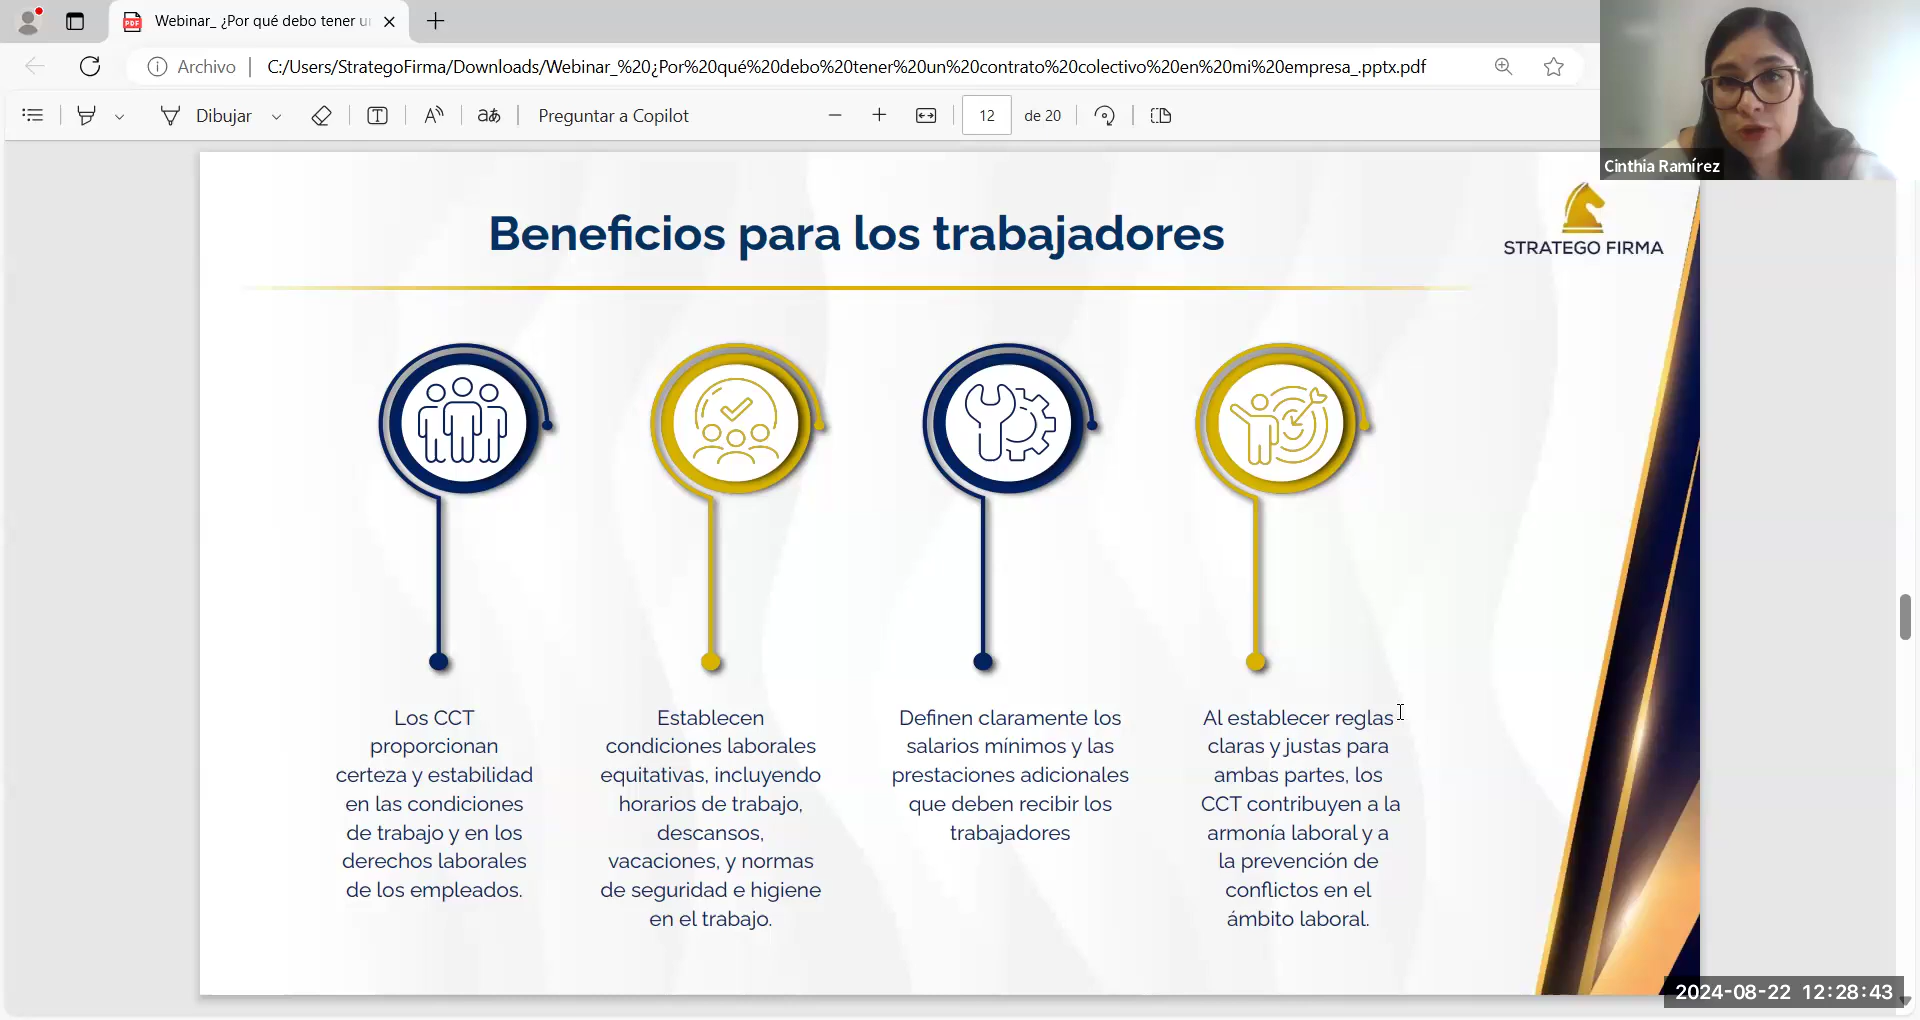 Webinar_ ¿Por qué debo tener u
Archivo
C:/Users/StrategoFirma/Downloads/Webinar_%20¿Por%20qué%20debo%20tener%20un%20contrato%20colectivo%20en%20mi%20empresa_.pptx.pdf
Dibujar
Preguntar a Copilot
12 de 20
Cinthia Ramírez
Beneficios para los trabajadores
STRATEGO FIRMA
Los CCT
proporcionan
certeza y estabilidad
en las condiciones
de trabajo y en los
derechos laborales
de los empleados.
Establecen
condiciones laborales
equitativas, incluyendo
horarios de trabajo,
descansos,
vacaciones, y normas
de seguridad e higiene
en el trabajo.
Definen claramente los
salarios mínimos y las
prestaciones adicionales
que deben recibir los
trabajadores
Al establecer reglas
claras y justas para
ambas partes, los
CCT contribuyen a la
armonía laboral y a
la prevención de
conflictos en el
ámbito laboral.
2024-08-22 12:28:43